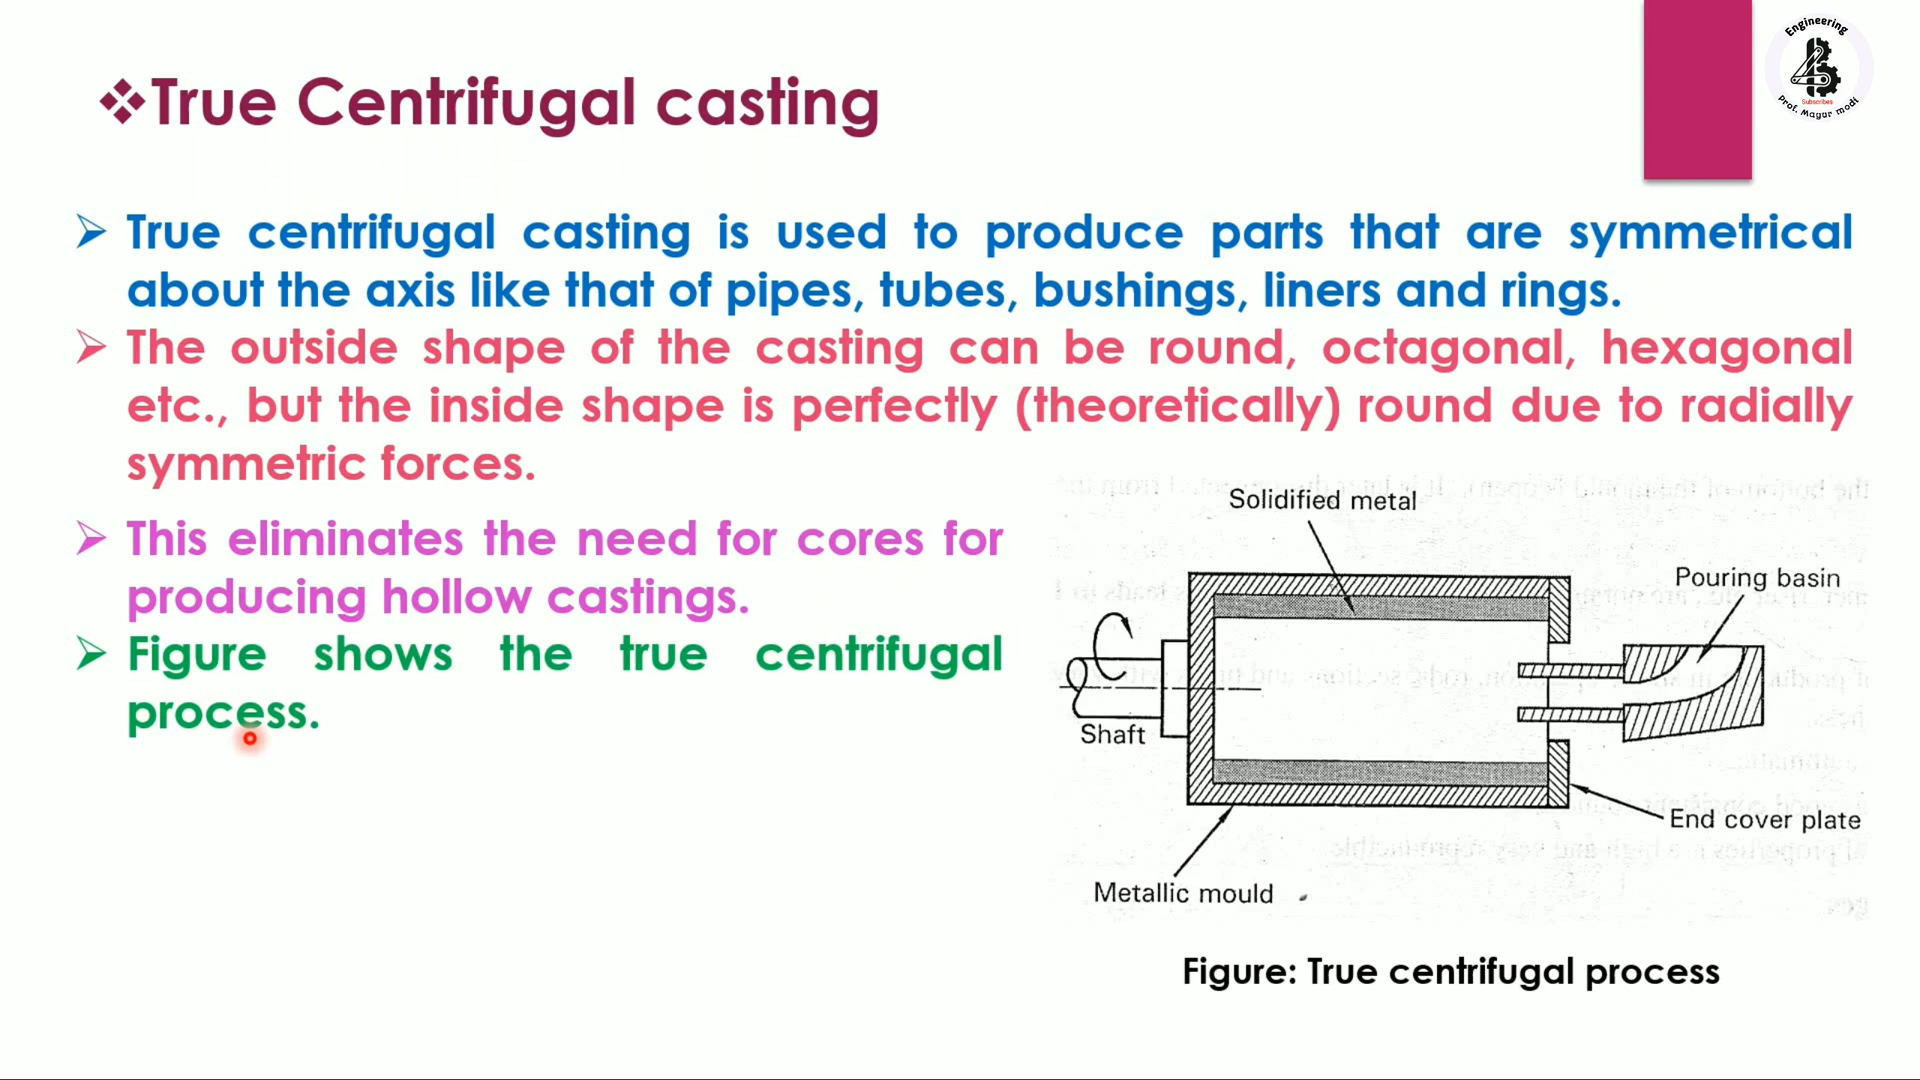 Engineering
Subscribes
Prof. Mayur modi
❖True Centrifugal casting
➢ True centrifugal casting is used to produce parts that are symmetrical
about the axis like that of pipes, tubes, bushings, liners and rings.
➢ The outside shape of the casting can be round, octagonal, hexagonal
etc., but the inside shape is perfectly (theoretically) round due to radially
symmetric forces.
➢ This eliminates the need for cores for
producing hollow castings.
➢ Figure shows the true centrifugal
process.
Solidified metal
Pouring basin
Shaft
End cover plate
Metallic mould
Figure: True centrifugal process